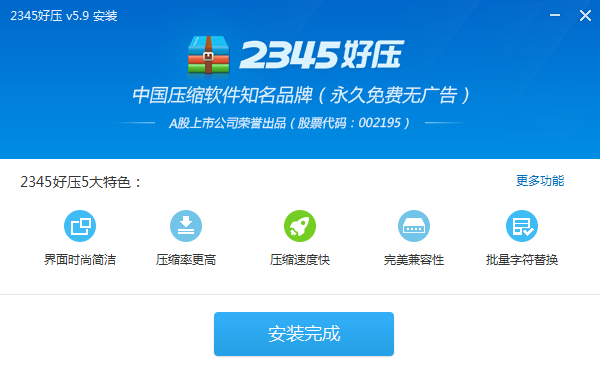 2345好压 v5.9 安装
2345好压
中国压缩软件知名品牌（永久免费无广告）
A股上市公司荣誉出品（股票代码：002195）
2345好压5大特色：
更多功能
界面时尚简洁
压缩率更高
压缩速度快
完美兼容性
批量字符替换
安装完成